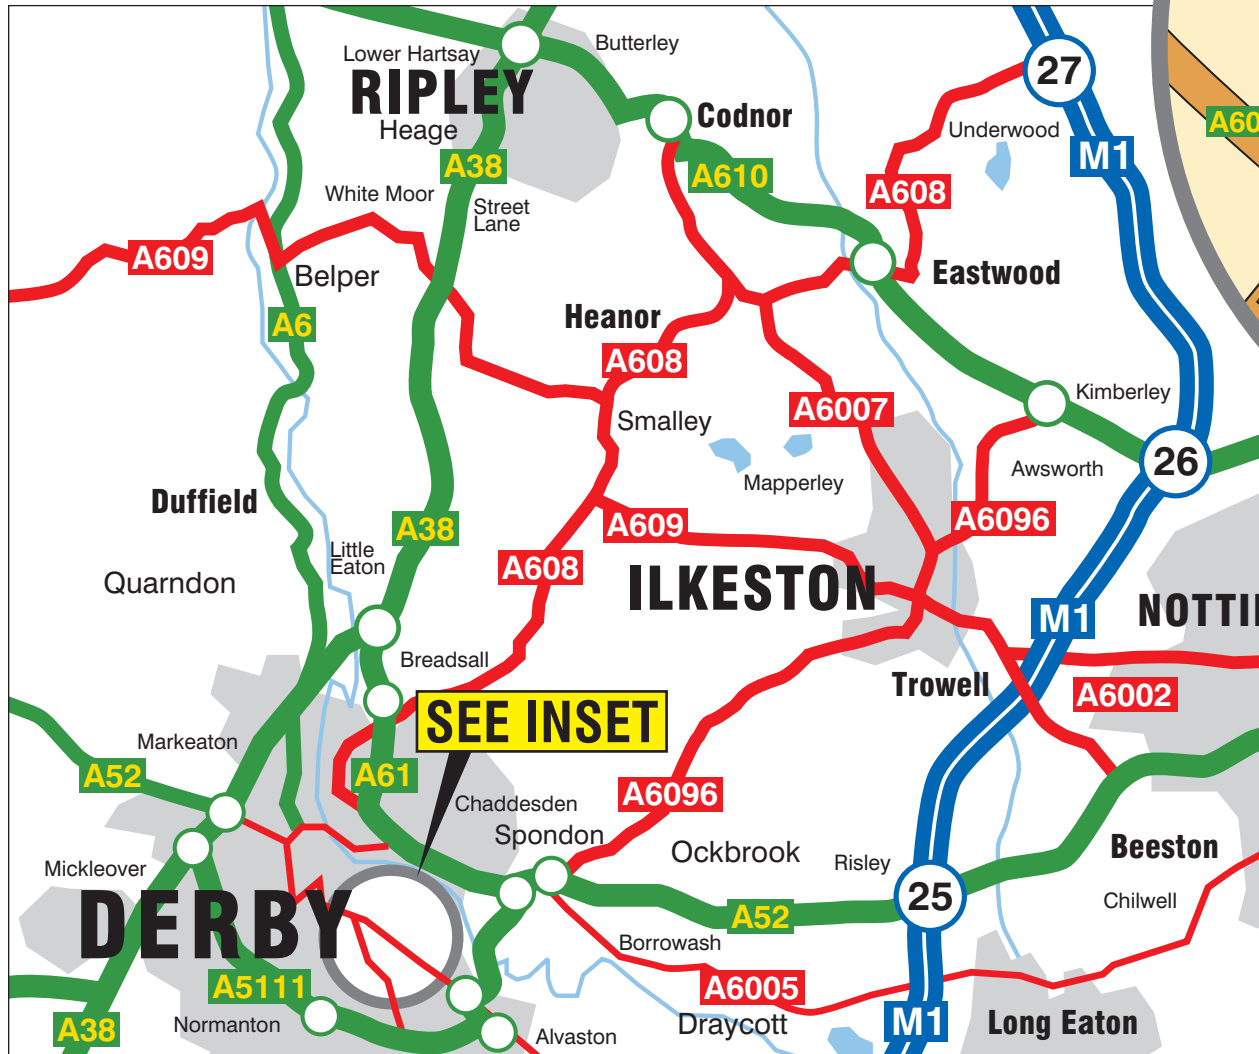 Lower Hartsay
Butterley
27
RIPLEY
Codnor
Heage
Underwood
M1
A38
A610
A608
White Moor
Street
Lane
A609
Belper
Eastwood
A6
Heanor
A608
Kimberley
A6007
Smalley
26
Mapperley
Awsworth
Duffield
A38
A609
A6096
Little
Eaton
A608
Quarndon
ILKESTON
M1
Breadsall
Trowell
A6002
SEE INSET
Markeaton
A52
A61
A6096
Chaddesden
Spondon
Ockbrook
Risley
Beeston
Mickleover
25
Chilwell
DERBY
A52
Borrowash
A5111
A6005
Normanton
Draycott
M1
Long Eaton
A38
Alvaston